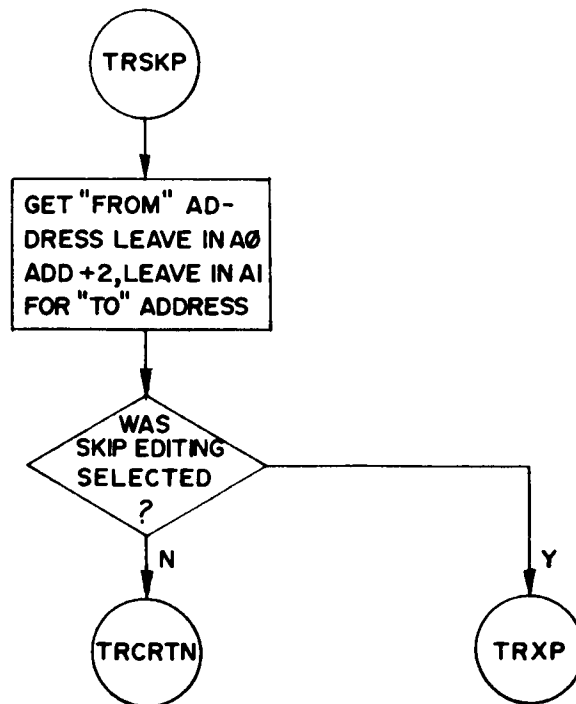 TRSKP
GET "FROM" AD-
DRESS LEAVE IN AØ
ADD +2, LEAVE IN A1
FOR "TO" ADDRESS
WAS
SKIP EDITING
SELECTED
?
N
Y
TRCRTN
TRXP